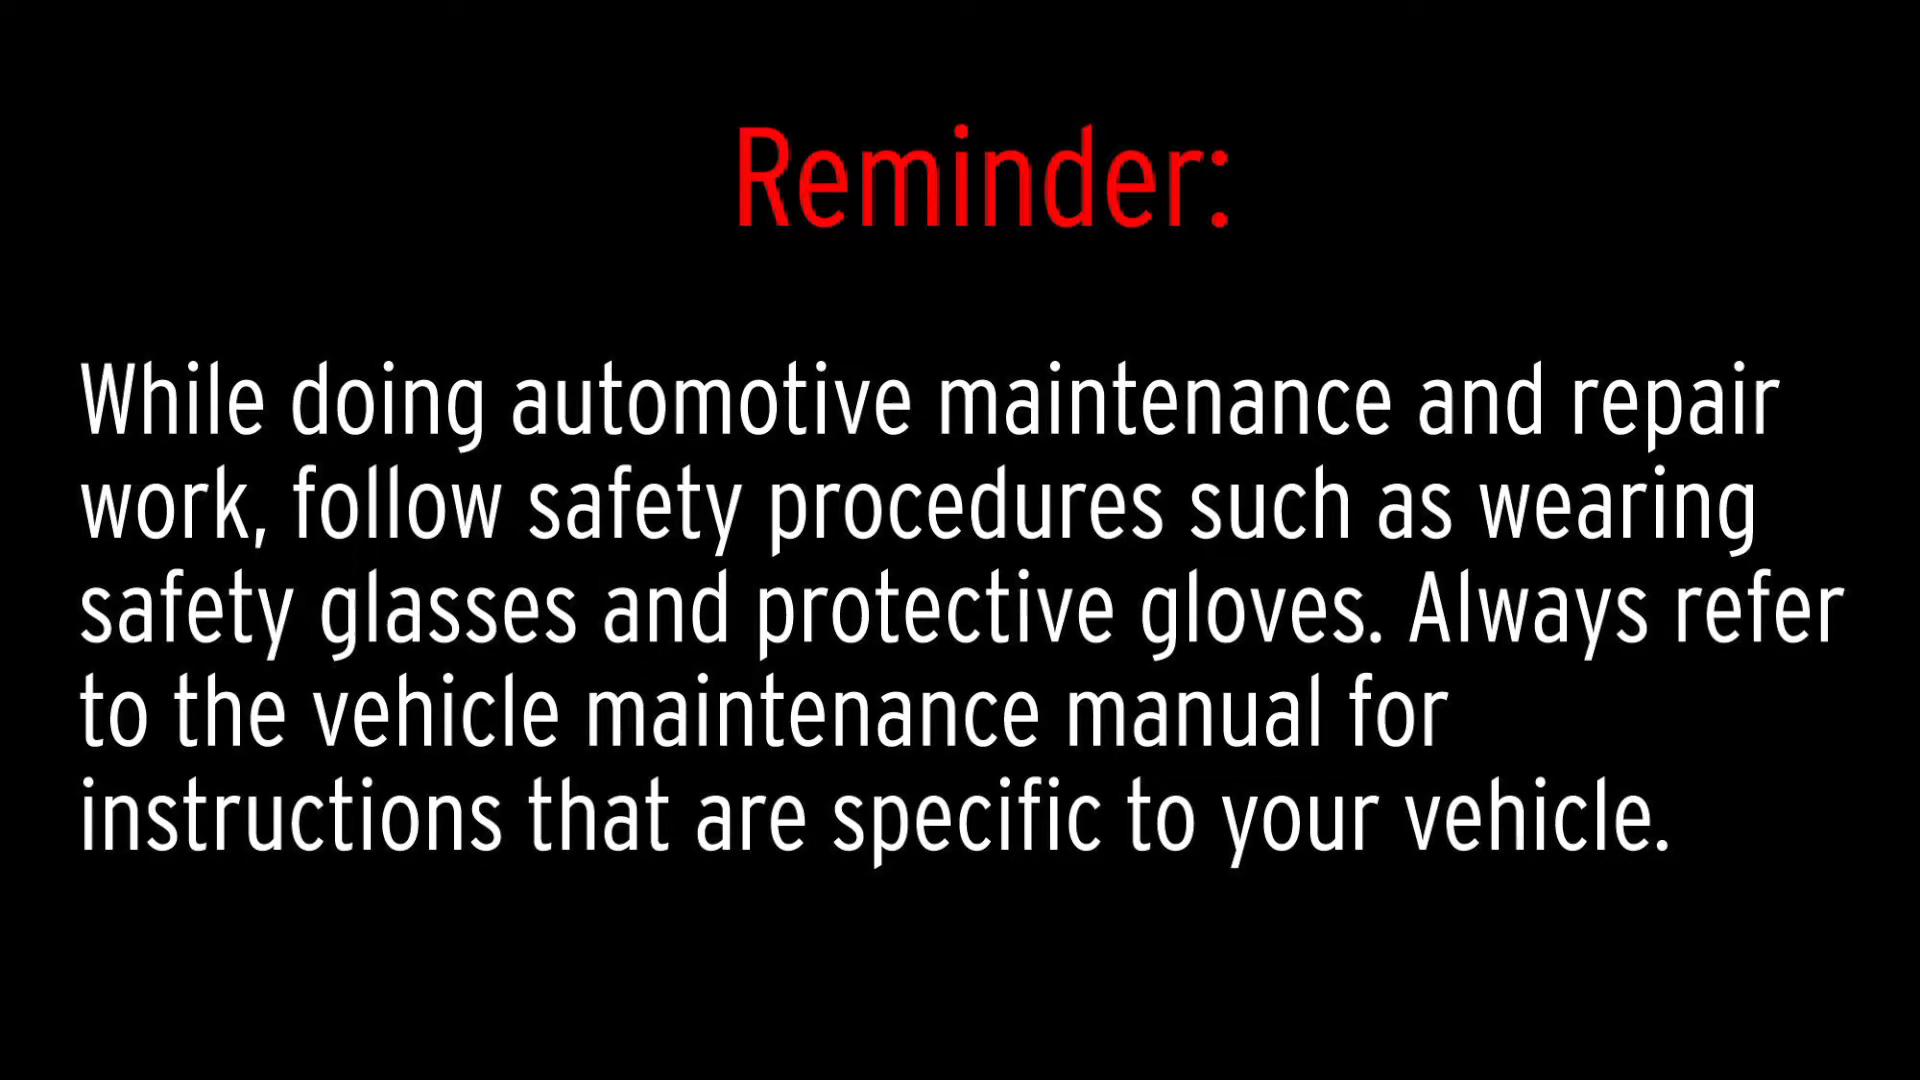 Reminder:
While doing automotive maintenance and repair
work, follow safety procedures such as wearing
safety glasses and protective gloves. Always refer
to the vehicle maintenance manual for
instructions that are specific to your vehicle.